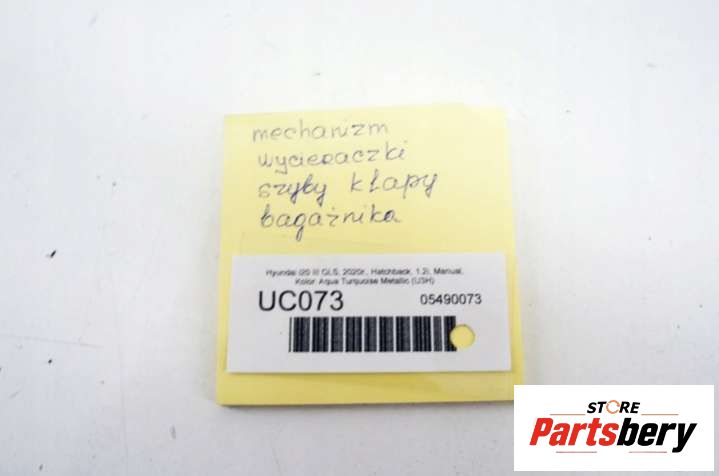 mechanizm
wycieraczki
szyby klapy
bagażnika
Hyundai i20 III GLS, 2020r., Hatchback, 1.2i, Manual,
Kolor: Aqua Turquoise Metallic (U3H)
UC073
05490073
STORE
Partsbery